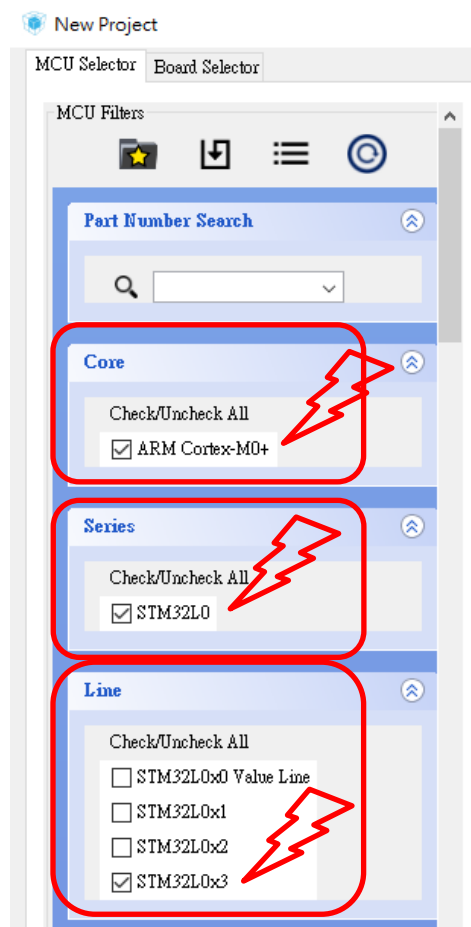 New Project
MCU Selector Board Selector
MCU Filters
Part Number Search
Core
Check/Uncheck All
ARM Cortex-M0+
Series
Check/Uncheck All
STM32L0
Line
Check/Uncheck All
STM32L0x0 Value Line
STM32L0x1
STM32L0x2
STM32L0x3